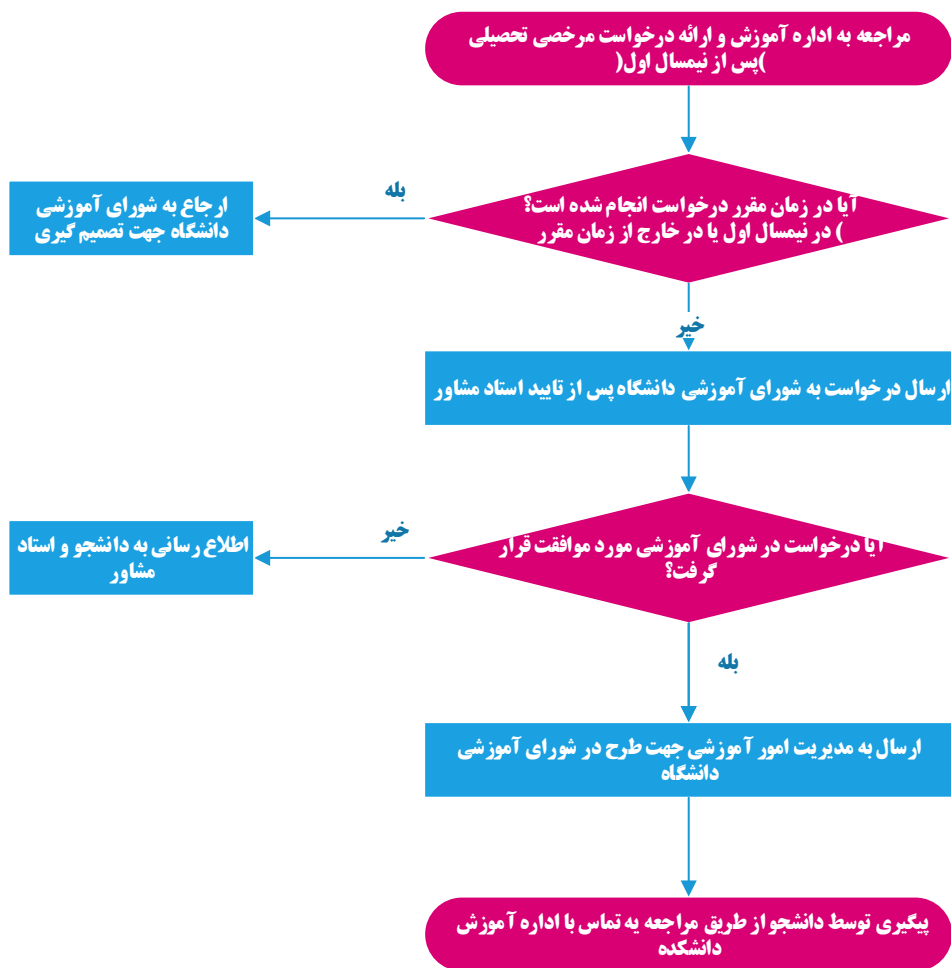 مراجعه به اداره آموزش و ارائه درخواست مرخصی تحصیلی
)پس از نیمسال اول(
آیا در زمان مقرر درخواست انجام شده است؟
) در نیمسال اول یا در خارج از زمان مقرر
بله
ارجاع به شورای آموزشی
دانشگاه جهت تصمیم گیری
خیر
ارسال درخواست به شورای آموزشی دانشگاه پس از تایید استاد مشاور
آیا درخواست در شورای آموزشی مورد موافقت قرار
گرفت؟
خیر
اطلاع رسانی به دانشجو و استاد
مشاور
بله
ارسال به مدیریت امور آموزشی جهت طرح در شورای آموزشی
دانشگاه
پیگیری توسط دانشجو از طریق مراجعه یه تماس با اداره آموزش
دانشکده